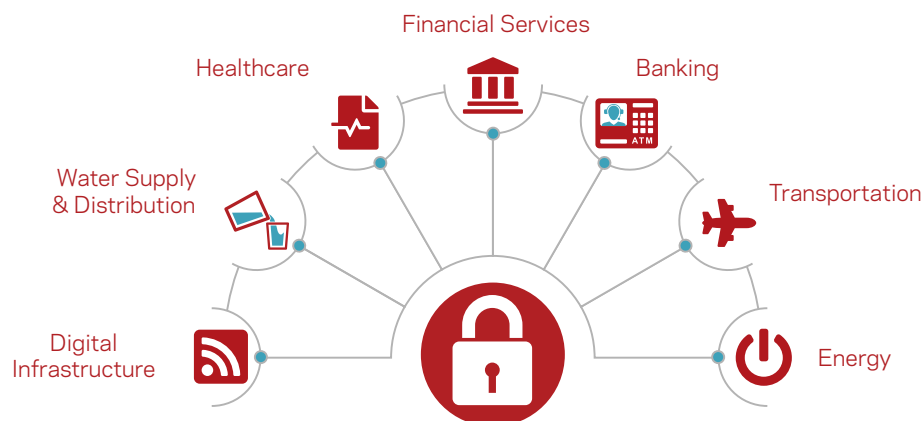 Financial Services
Healthcare
Banking
ATM
Water Supply
& Distribution
Transportation
Digital
Infrastructure
Energy